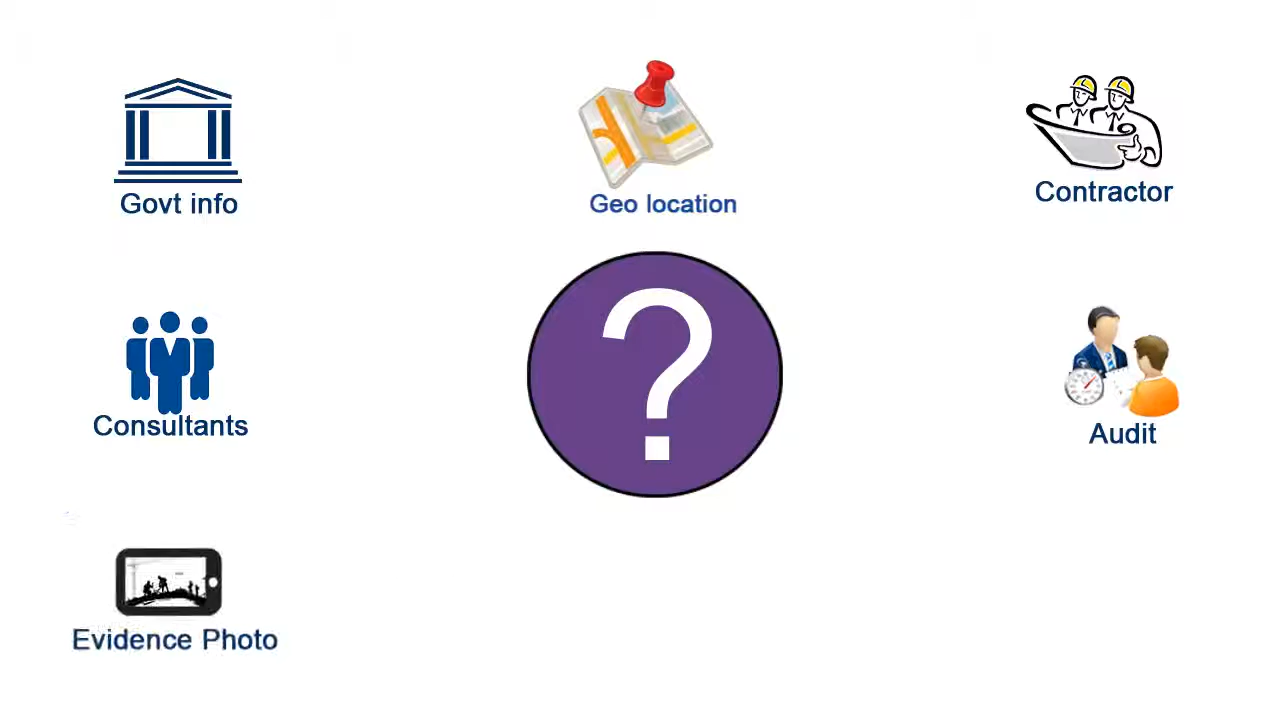 Govt info
Geo location
Contractor
?
Consultants
Audit
Evidence Photo